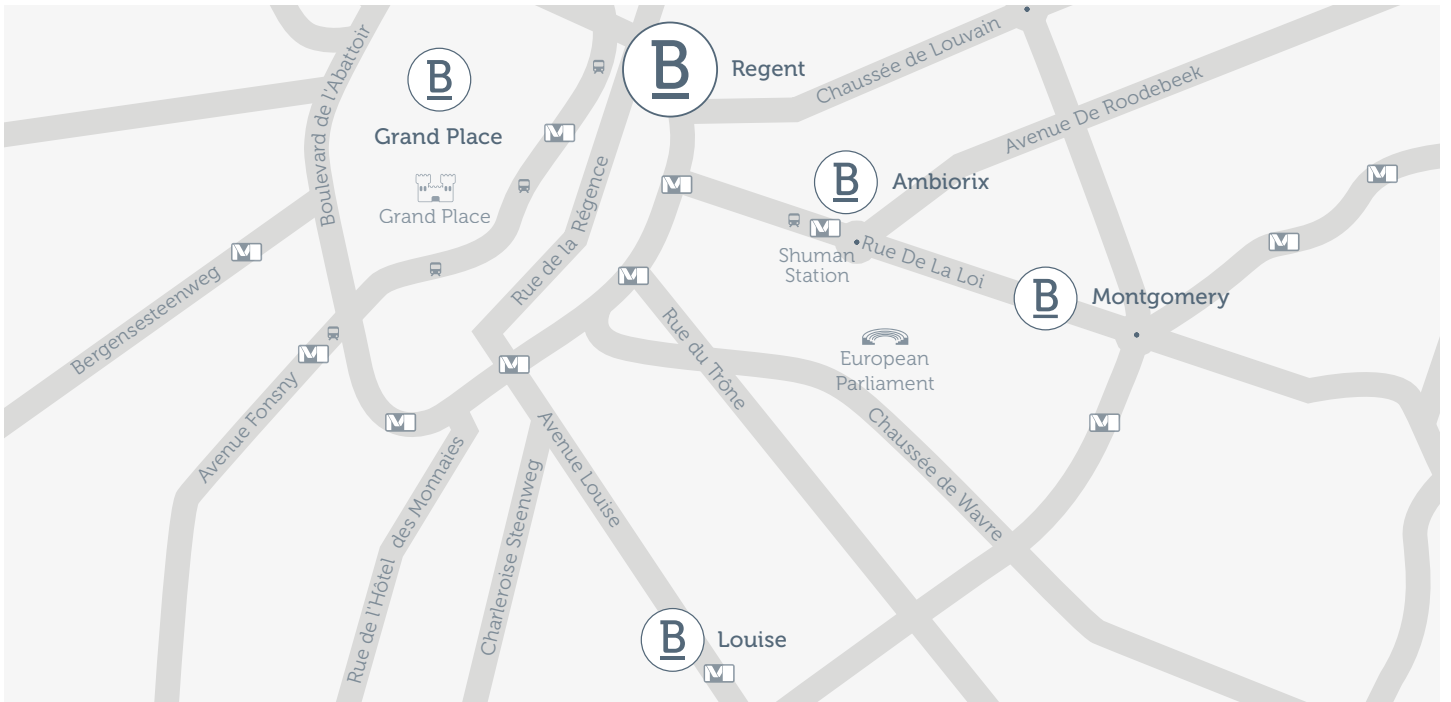 Boulevard de l'Abattoir
B
Grand Place
Grand Place
B
Regent
Chaussée de Louvain
Avenue De Roodebeek
B
Ambiorix
Shuman
Station
Rue De La Loi
Rue de la Régence
Bergensesteenweg
B
Montgomery
European
Parliament
Rue du Trône
Avenue Fonsny
Avenue Louise
Chaussée de Wavre
Rue de l'Hôtel des Monnaies
Charleroise Steenweg
B
Louise
M
M
M
M
M
M
M
M
M
M
M
M